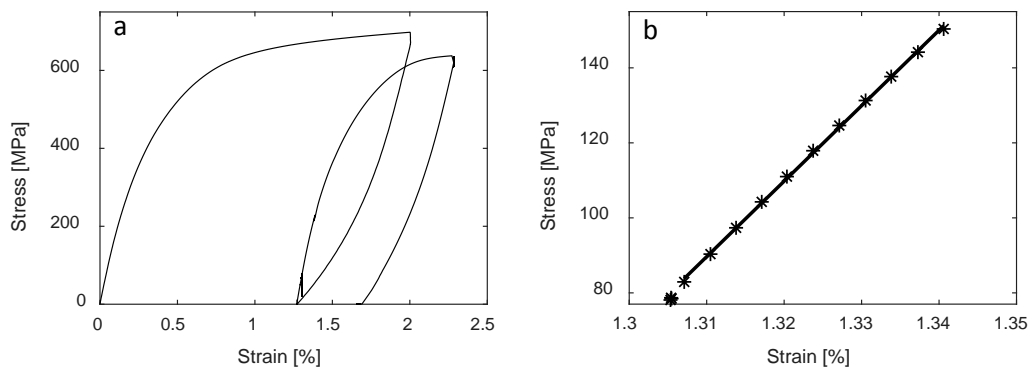 a
Stress [MPa]
600
400
200
0
0 0.5 1 1.5 2 2.5
Strain [%]
b
Stress [MPa]
140
120
100
80
1.3 1.31 1.32 1.33 1.34 1.35
Strain [%]